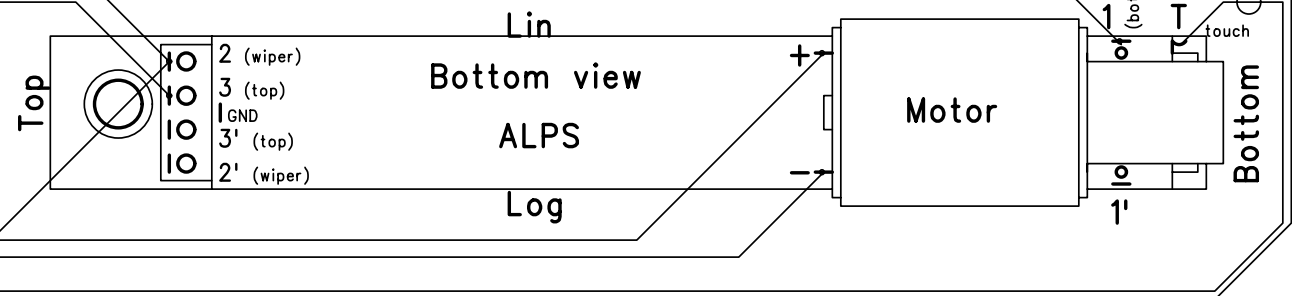 Top
2 (wiper)
3 (top)
GND
3' (top)
2' (wiper)
Lin
Bottom view
ALPS
Log
+
−
Motor
1
T
touch
1'
Bottom